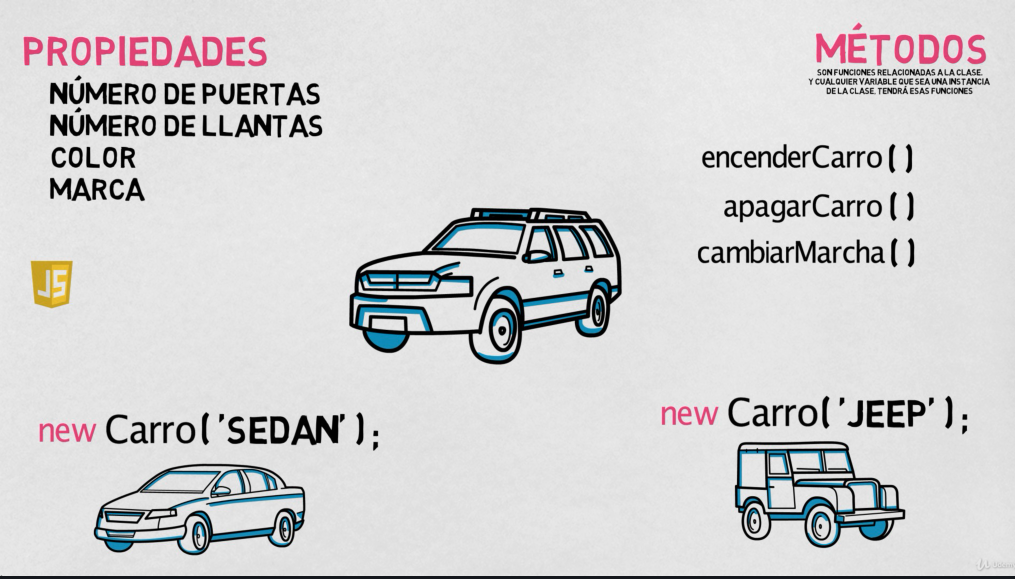 PROPIEDADES
NÚMERO DE PUERTAS
NÚMERO DE LLANTAS
COLOR
MARCA
MÉTODOS
SON FUNCIONES RELACIONADAS A LA CLASE.
Y CUALQUIER VARIABLE QUE SEA UNA INSTANCIA
DE LA CLASE, TENDRÁ ESAS FUNCIONES
encenderCarro()
apagarCarro()
cambiarMarcha()
JS
new Carro('SEDAN');
new Carro('JEEP');
Udemy